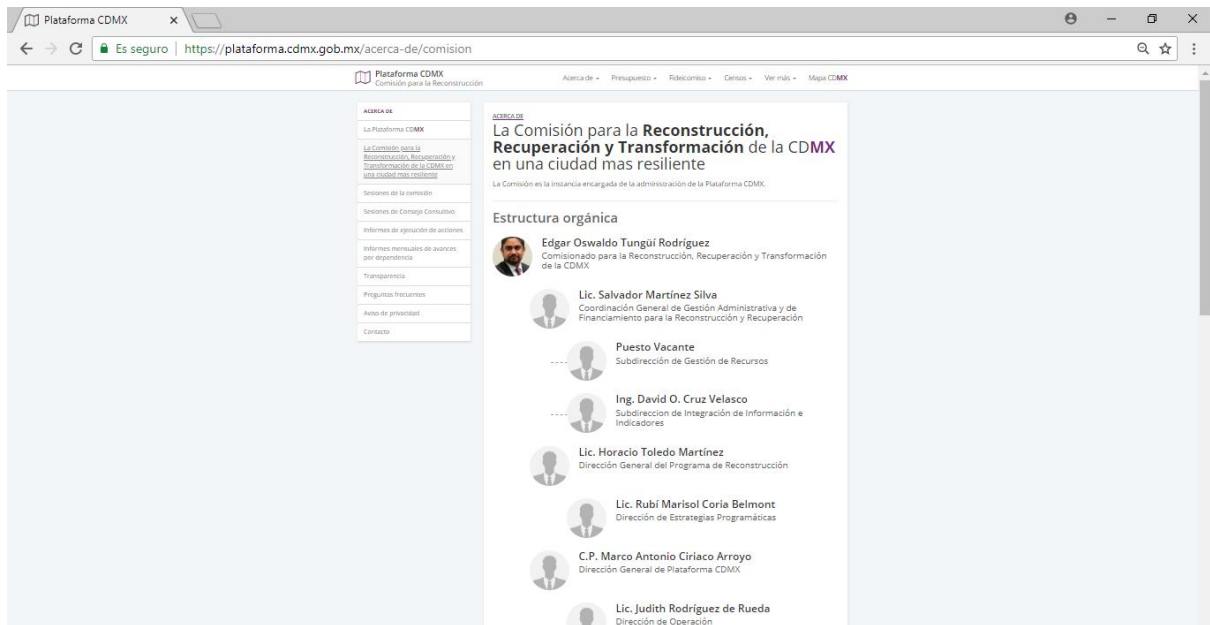 Plataforma CDMX
Es seguro | https://plataforma.cdmx.gob.mx/acerca-de/comision
Plataforma CDMX
Comisión para la Reconstrucción
Acerca de Presupuesto Fideicomiso Censos Ver más Mapa CDMX
ACERCA DE
La Plataforma CDMX
La Comisión para la
Reconstrucción, Recuperación y
Transformación de la CDMX en
una ciudad mas resiliente
Sesiones de la comisión
Sesiones de Consejo Consultivo
Informes de ejecución de acciones
Informes mensuales de avances
por dependencia
Transparencia
Preguntas frecuentes
Aviso de privacidad
Contacto
ACERCA DE
La Comisión para la Reconstrucción,
Recuperación y Transformación de la CDMX
en una ciudad mas resiliente
La Comisión es la instancia encargada de la administración de la Plataforma CDMX.
Estructura orgánica
Edgar Oswaldo Tungüí Rodríguez
Comisionado para la Reconstrucción, Recuperación y Transformación
de la CDMX
Lic. Salvador Martínez Silva
Coordinación General de Gestión Administrativa y de
Financiamiento para la Reconstrucción y Recuperación
Puesto Vacante
Subdirección de Gestión de Recursos
Ing. David O. Cruz Velasco
Subdireccion de Integración de Información e
Indicadores
Lic. Horacio Toledo Martínez
Dirección General del Programa de Reconstrucción
Lic. Rubí Marisol Coria Belmont
Dirección de Estrategias Programáticas
C.P. Marco Antonio Ciriaco Arroyo
Dirección General de Plataforma CDMX
Lic. Judith Rodríguez de Rueda
Dirección de Operación